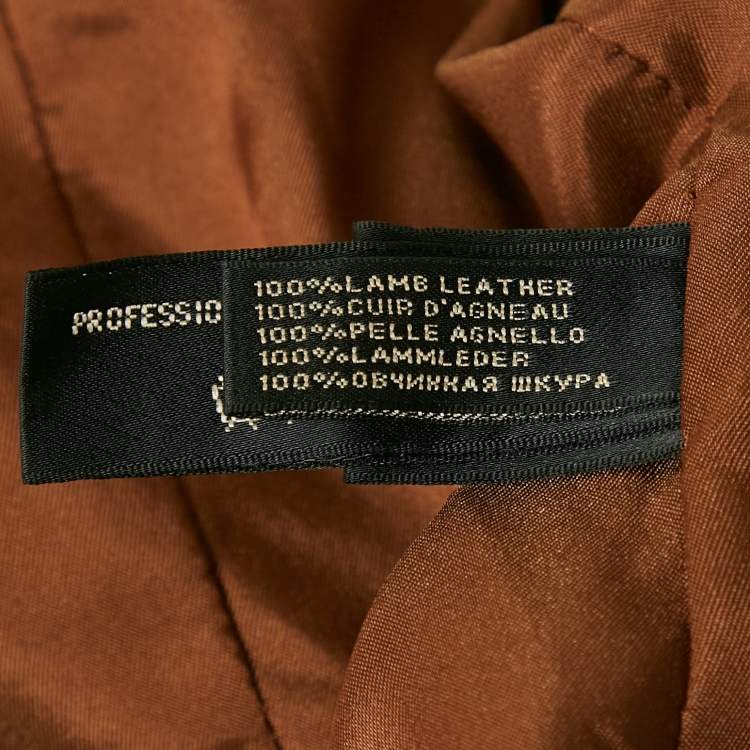 PROFESSIO
100%LAMB LEATHER
100%CUIR D'AGNEAU
100%PELLE AGNELLO
100%LAMMLEDER
100%ОВЧИННАЯ ШКУРА